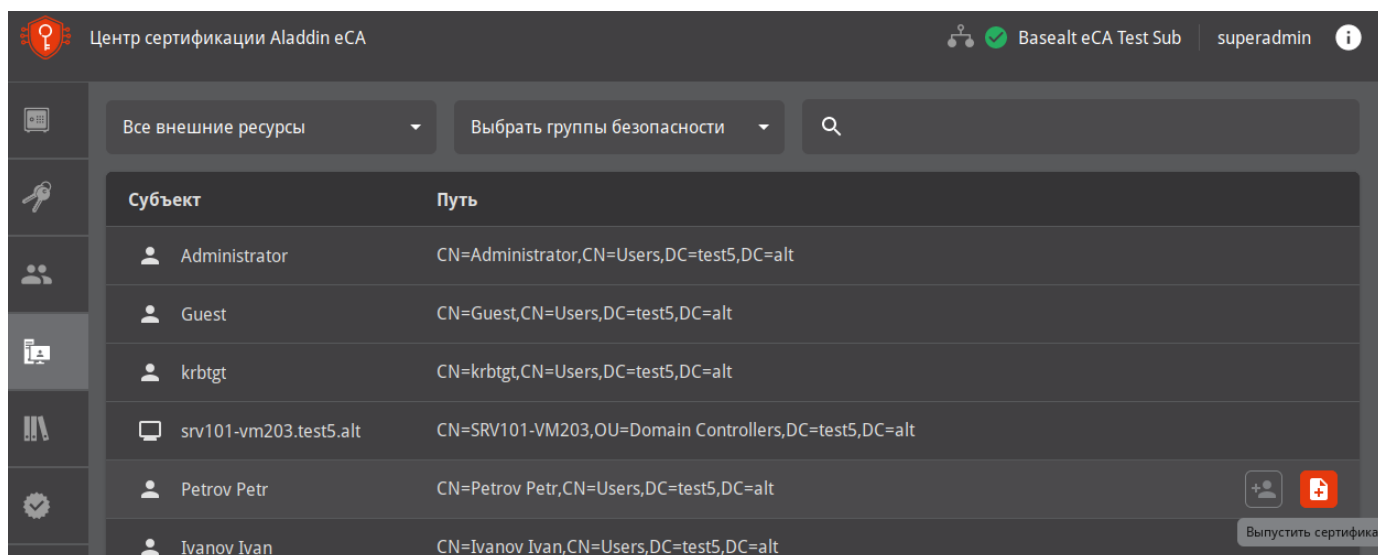 Центр сертификации Aladdin eCA
Basealt eCA Test Sub
superadmin
Все внешние ресурсы
Выбрать группы безопасности
Субъект Путь
Administrator CN=Administrator,CN=Users,DC=test5,DC=alt
Guest CN=Guest,CN=Users,DC=test5,DC=alt
krbtgt CN=krbtgt,CN=Users,DC=test5,DC=alt
srv101-vm203.test5.alt CN=SRV101-VM203,OU=Domain Controllers,DC=test5,DC=alt
Petrov Petr CN=Petrov Petr,CN=Users,DC=test5,DC=alt
Выпустить сертифика
Ivanov Ivan CN=Ivanov Ivan,CN=Users,DC=test5,DC=alt